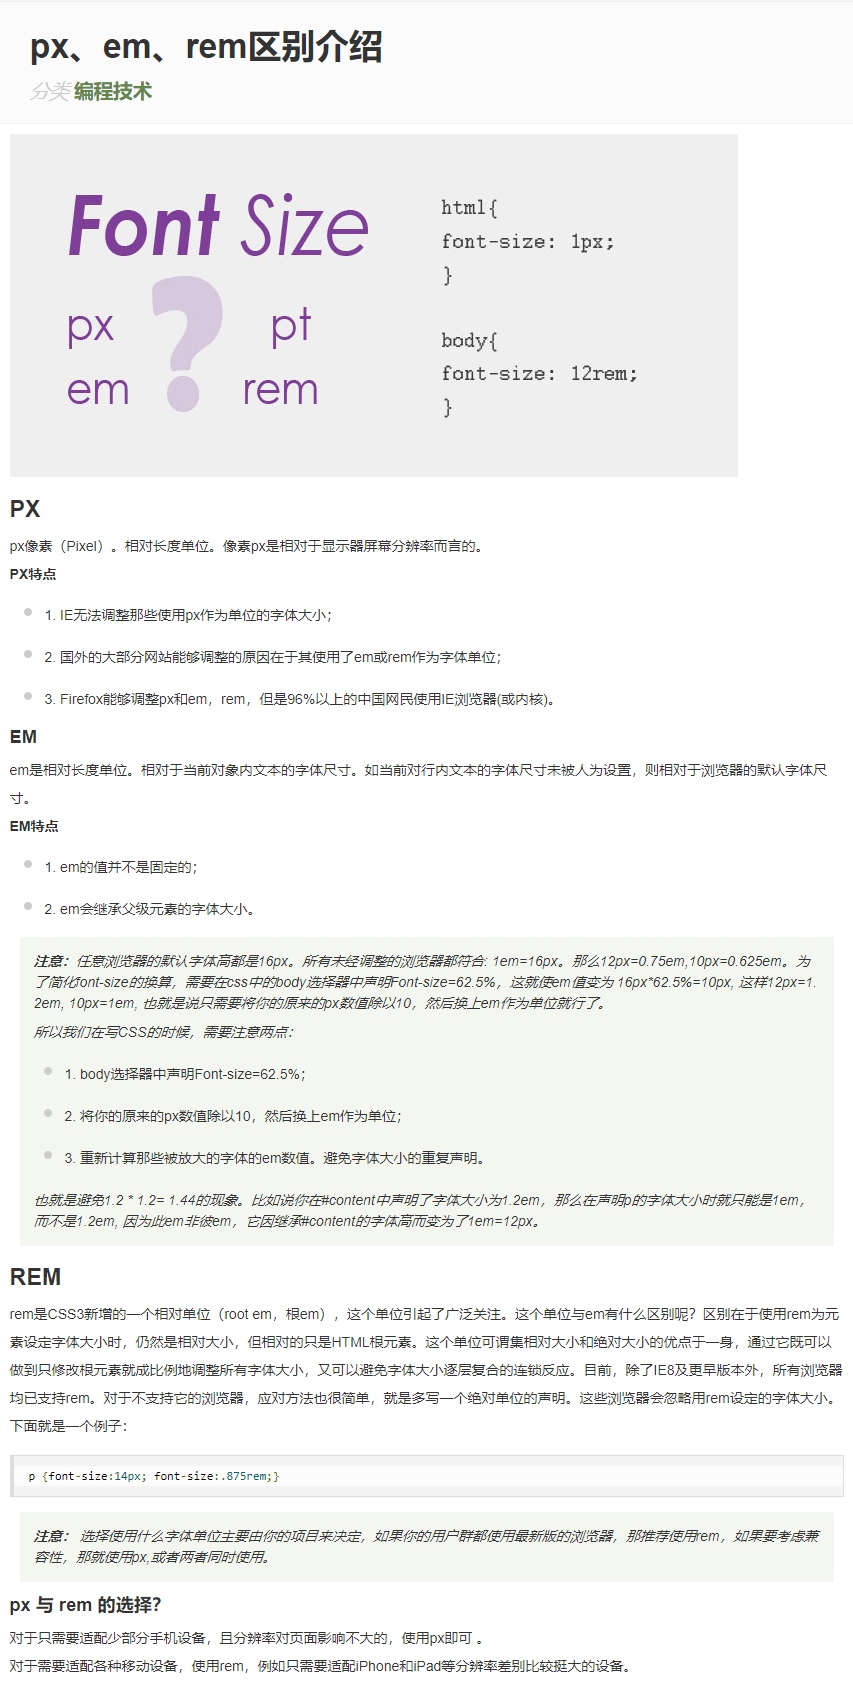 px、em、rem区别介绍
分类 编程技术
Font Size
px
pt
em
rem
?
html{
font-size: 1px;
}
body{
font-size: 12rem;
}
PX
px像素（Pixel）。相对长度单位。像素px是相对于显示器屏幕分辨率而言的。
PX特点
1. IE无法调整那些使用px作为单位的字体大小；
2. 国外的大部分网站能够调整的原因在于其使用了em或rem作为字体单位；
3. Firefox能够调整px和em，rem，但是96%以上的中国网民使用IE浏览器(或内核)。
EM
em是相对长度单位。相对于当前对象内文本的字体尺寸。如当前对行内文本的字体尺寸未被人为设置，则相对于浏览器的默认字体尺
寸。
EM特点
1. em的值并不是固定的；
2. em会继承父级元素的字体大小。
注意：任意浏览器的默认字体高都是16px。所有未经调整的浏览器都符合: 1em=16px。那么12px=0.75em,10px=0.625em。为
了简化font-size的换算，需要在css中的body选择器中声明Font-size=62.5%，这就使em值变为 16px*62.5%=10px, 这样12px=1.
2em, 10px=1em, 也就是说只需要将你的原来的px数值除以10，然后换上em作为单位就行了。
所以我们在写CSS的时候，需要注意两点：
1. body选择器中声明Font-size=62.5%；
2. 将你的原来的px数值除以10，然后换上em作为单位；
3. 重新计算那些被放大的字体的em数值。避免字体大小的重复声明。
也就是避免1.2 * 1.2= 1.44的现象。比如说你在#content中声明了字体大小为1.2em，那么在声明p的字体大小时就只能是1em，
而不是1.2em, 因为此em非彼em，它因继承#content的字体高而变为了1em=12px。
REM
rem是CSS3新增的一个相对单位（root em，根em），这个单位引起了广泛关注。这个单位与em有什么区别呢？区别在于使用rem为元
素设定字体大小时，仍然是相对大小，但相对的只是HTML根元素。这个单位可谓集相对大小和绝对大小的优点于一身，通过它既可以
做到只修改根元素就成比例地调整所有字体大小，又可以避免字体大小逐层复合的连锁反应。目前，除了IE8及更早版本外，所有浏览器
均已支持rem。对于不支持它的浏览器，应对方法也很简单，就是多写一个绝对单位的声明。这些浏览器会忽略用rem设定的字体大小。
下面就是一个例子：
p {font-size:14px; font-size:.875rem;}
注意： 选择使用什么字体单位主要由你的项目来决定，如果你的用户群都使用最新版的浏览器，那推荐使用rem，如果要考虑兼
容性，那就使用px,或者两者同时使用。
px 与 rem 的选择？
对于只需要适配少部分手机设备，且分辨率对页面影响不大的，使用px即可 。
对于需要适配各种移动设备，使用rem，例如只需要适配iPhone和iPad等分辨率差别比较挺大的设备。